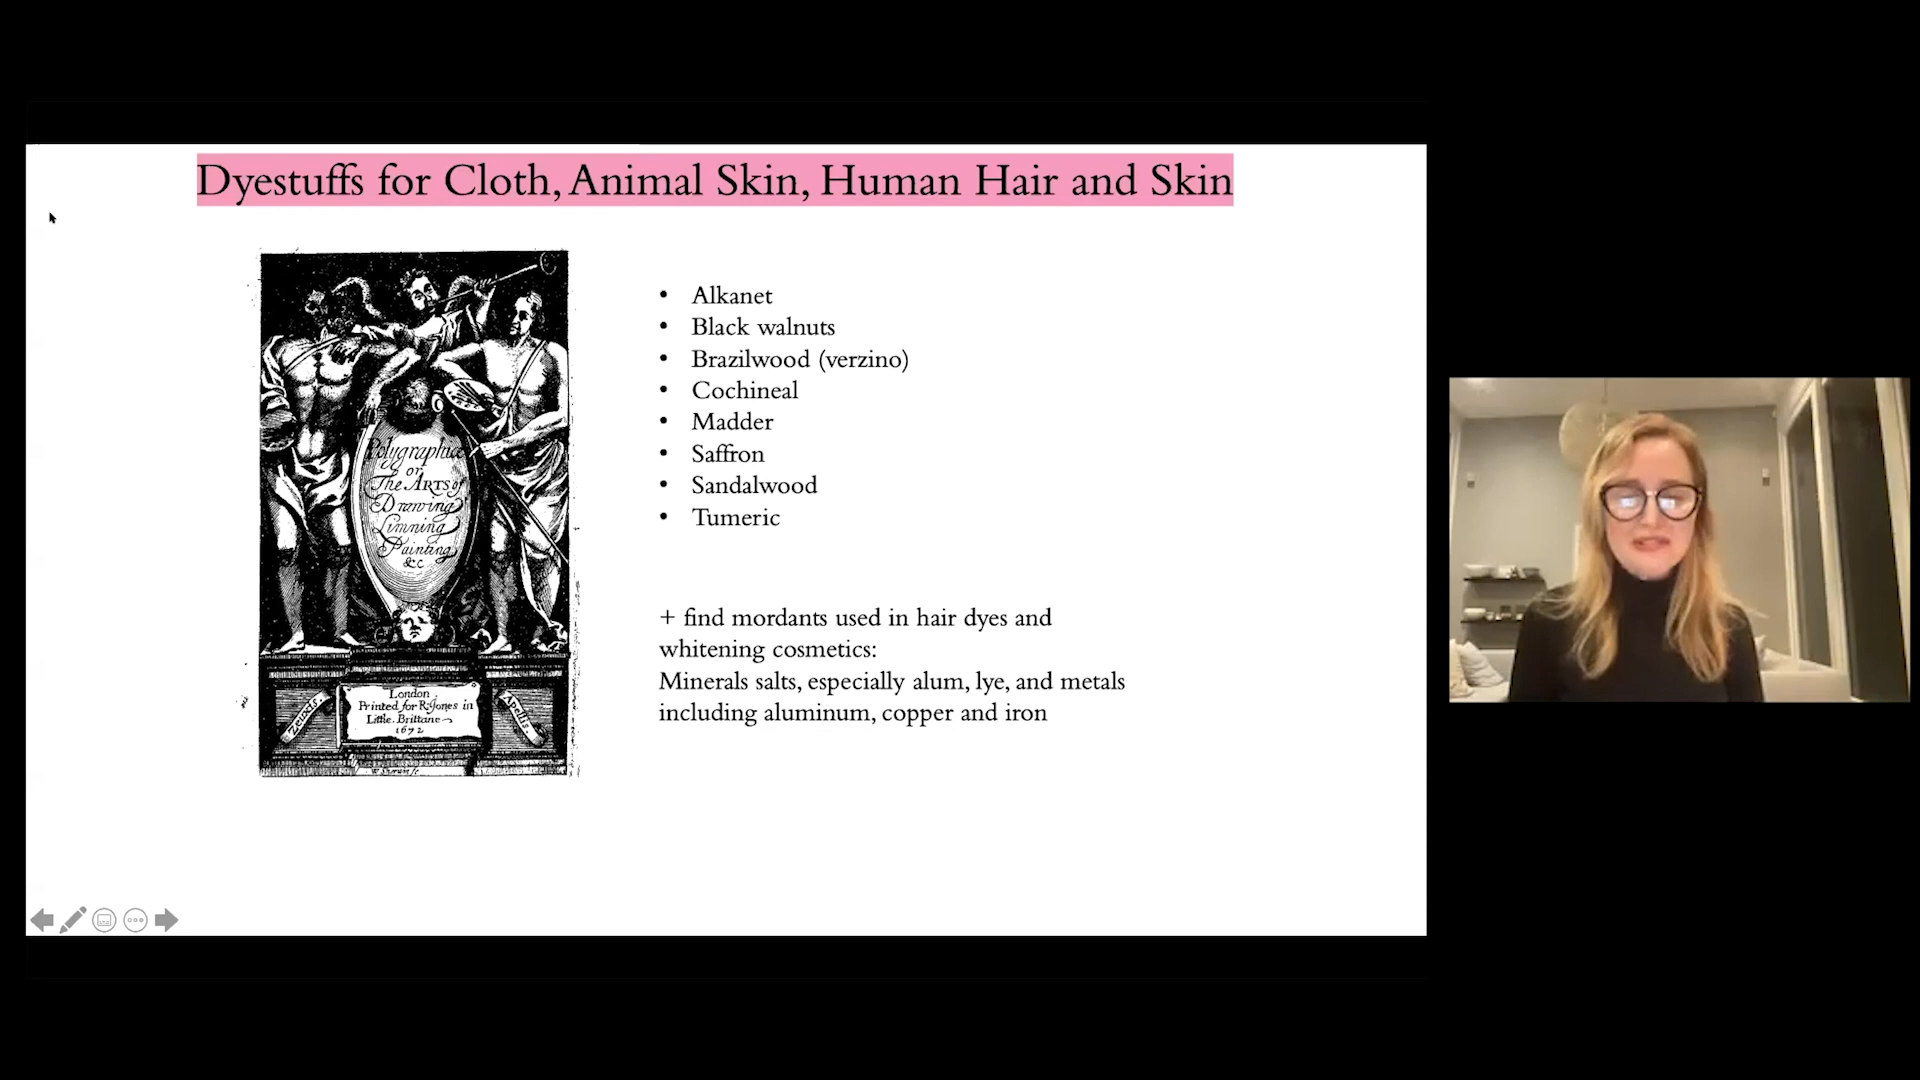 Dyestuffs for Cloth, Animal Skin, Human Hair and Skin
Polygraphice
or
The ARTS of
Drawing
Limning
Painting
&c
London
Printed for R: Jones in
Little Brittane
1672
Apellis
• Alkanet
• Black walnuts
• Brazilwood (verzino)
• Cochineal
• Madder
• Saffron
• Sandalwood
• Tumeric
+ find mordants used in hair dyes and
whitening cosmetics:
Minerals salts, especially alum, lye, and metals
including aluminum, copper and iron